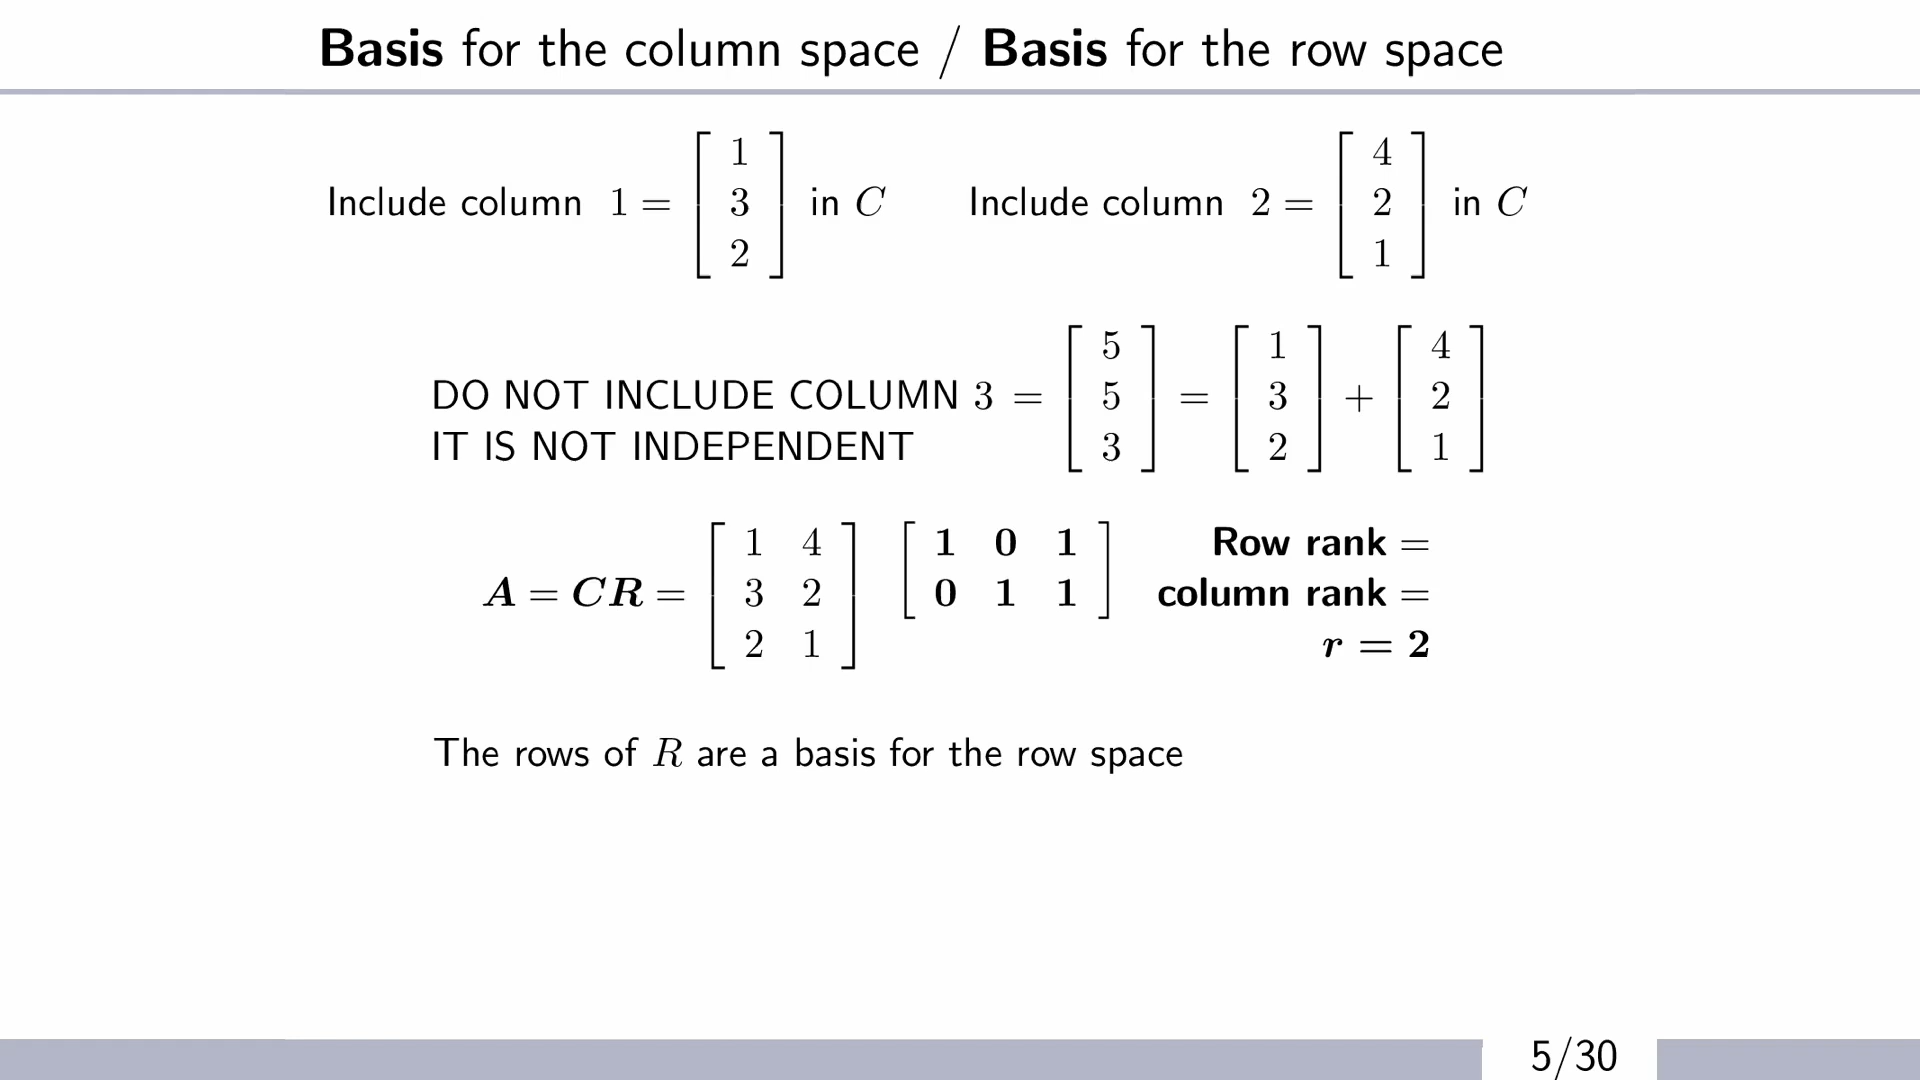 Basis for the column space / Basis for the row space
Include column 1 = [ 1 3 2 ] in C Include column 2 = [ 4 2 1 ] in C
DO NOT INCLUDE COLUMN 3 = [ 5 5 3 ] = [ 1 3 2 ] + [ 4 2 1 ]
IT IS NOT INDEPENDENT
A = CR = [ 1 4
3 2
2 1 ] [ 1 0 1
0 1 1 ] Row rank =
column rank =
r = 2
The rows of R are a basis for the row space
5/30